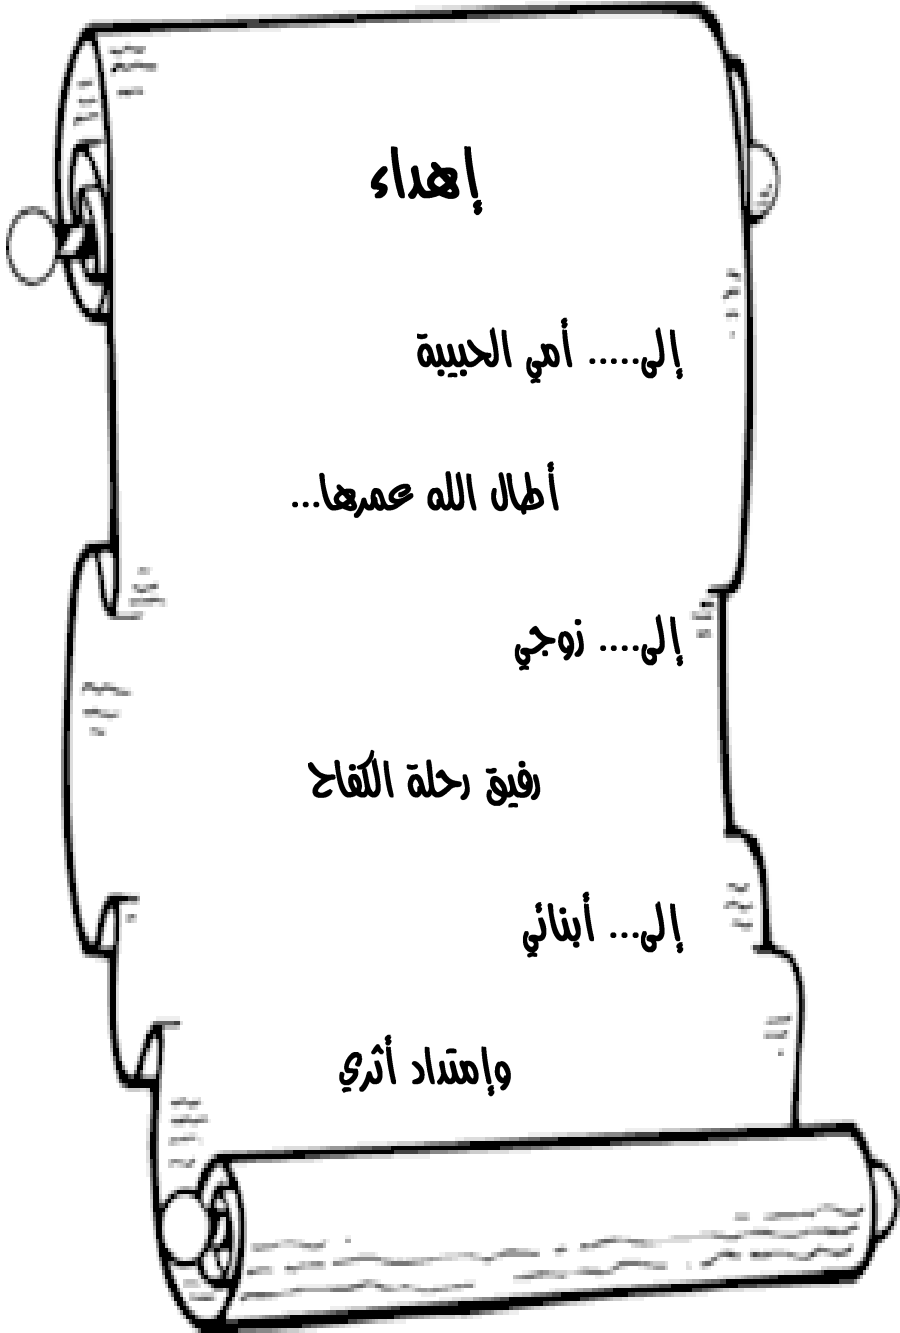 إهداء
إلى..... أمي الحبيبة
أطال الله عمرها...
إلى.... زوجي
رفيق رحلة الكفاح
إلى... أبنائي
وإمتداد أثري